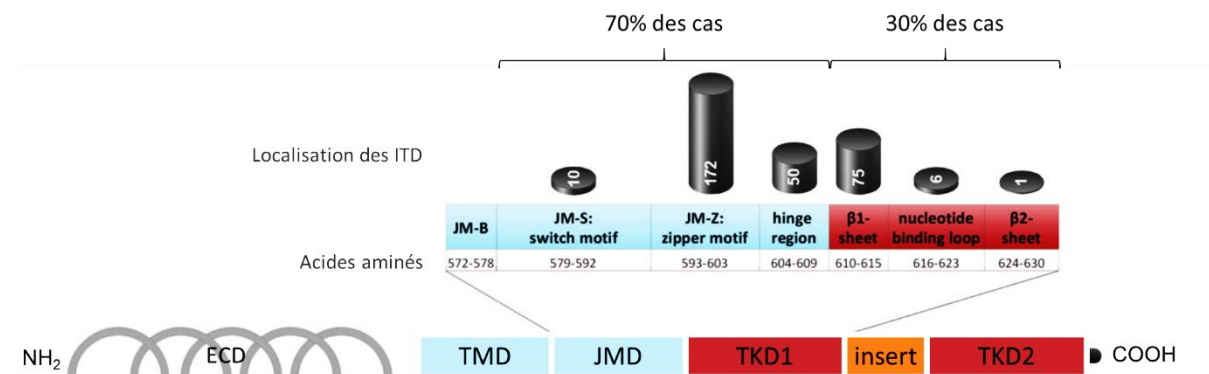 70% des cas 30% des cas
Localisation des ITD
10 172 50 75 6 1
JM-B JM-S: switch motif JM-Z: zipper motif hinge region β1-sheet nucleotide binding loop β2-sheet
Acides aminés 572-578 579-592 593-603 604-609 610-615 616-623 624-630
NH2 ECD TMD JMD TKD1 insert TKD2 COOH